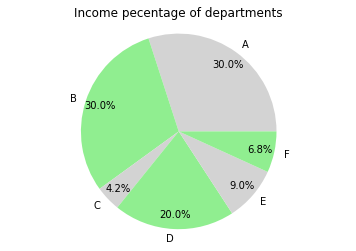 Income pecentage of departments
A
30.0%
B
30.0%
C
4.2%
D
20.0%
E
9.0%
F
6.8%